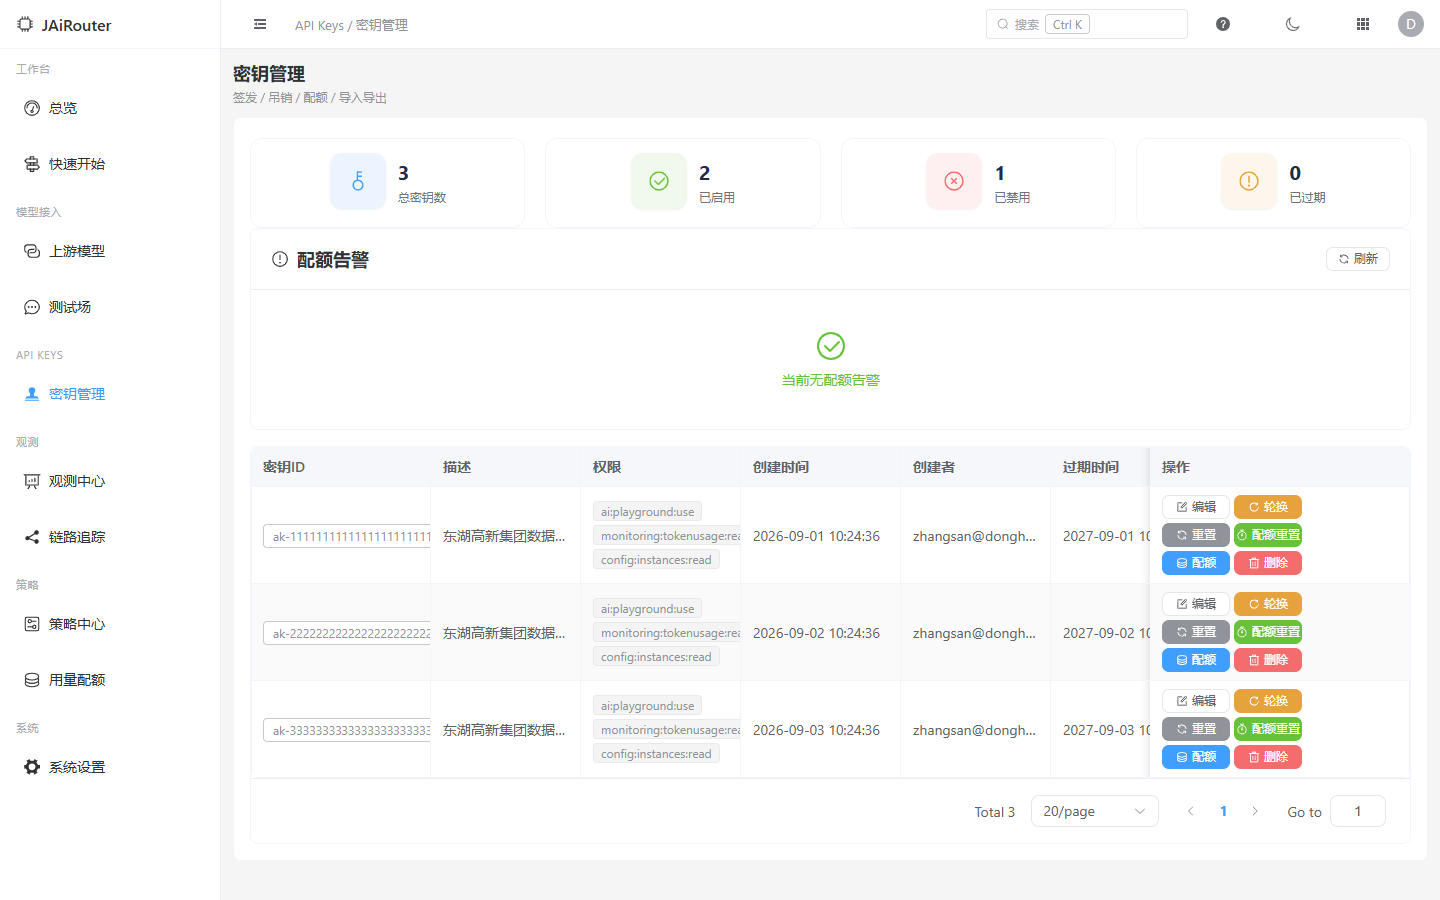 JAiRouter
API Keys / 密钥管理
搜索 Ctrl K
D
工作台
总览
快速开始
模型接入
上游模型
测试场
API KEYS
密钥管理
观测
观测中心
链路追踪
策略
策略中心
用量配额
系统
系统设置
密钥管理
签发 / 吊销 / 配额 / 导入导出
3
总密钥数
2
已启用
1
已禁用
0
已过期
配额告警
刷新
当前无配额告警
密钥ID 描述 权限 创建时间 创建者 过期时间 操作
ai:playground:use
monitoring:tokenusage:rea
config:instances:read
东湖高新集团数据... 2026-09-01 10:24:36 zhangsan@dongh... 2027-09-01 10
编辑 轮换
重置 配额重置
配额 删除
ai:playground:use
monitoring:tokenusage:rea
config:instances:read
东湖高新集团数据... 2026-09-02 10:24:36 zhangsan@dongh... 2027-09-02 10
编辑 轮换
重置 配额重置
配额 删除
ai:playground:use
monitoring:tokenusage:rea
config:instances:read
东湖高新集团数据... 2026-09-03 10:24:36 zhangsan@dongh... 2027-09-03 10
编辑 轮换
重置 配额重置
配额 删除
Total 3 20/page 1 Go to 1